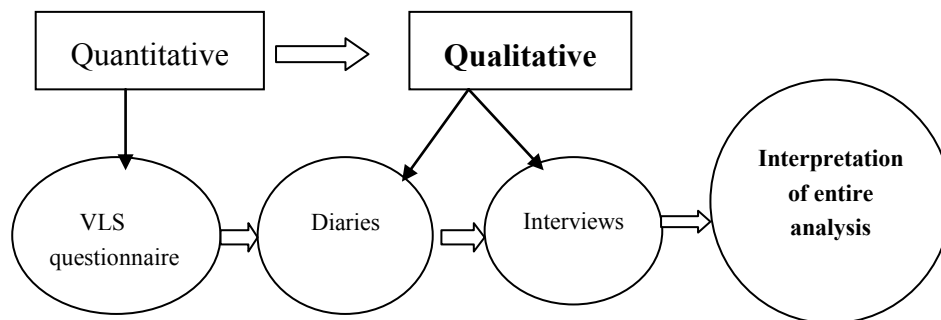 Quantitative
Qualitative
VLS
questionnaire
Diaries
Interviews
Interpretation
of entire
analysis